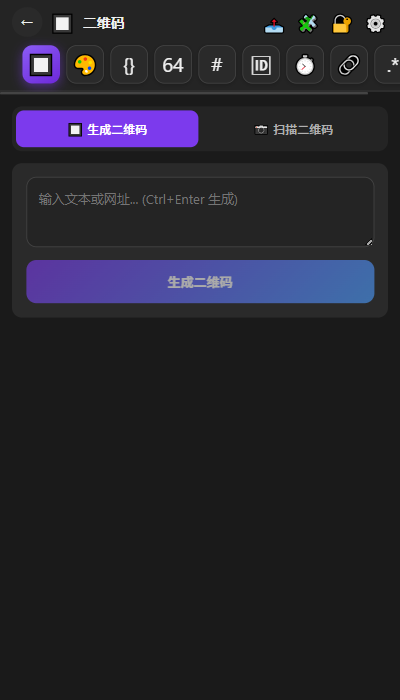 ← 二维码
{} 64 # ID .*
生成二维码 扫描二维码
输入文本或网址... (Ctrl+Enter 生成)
生成二维码